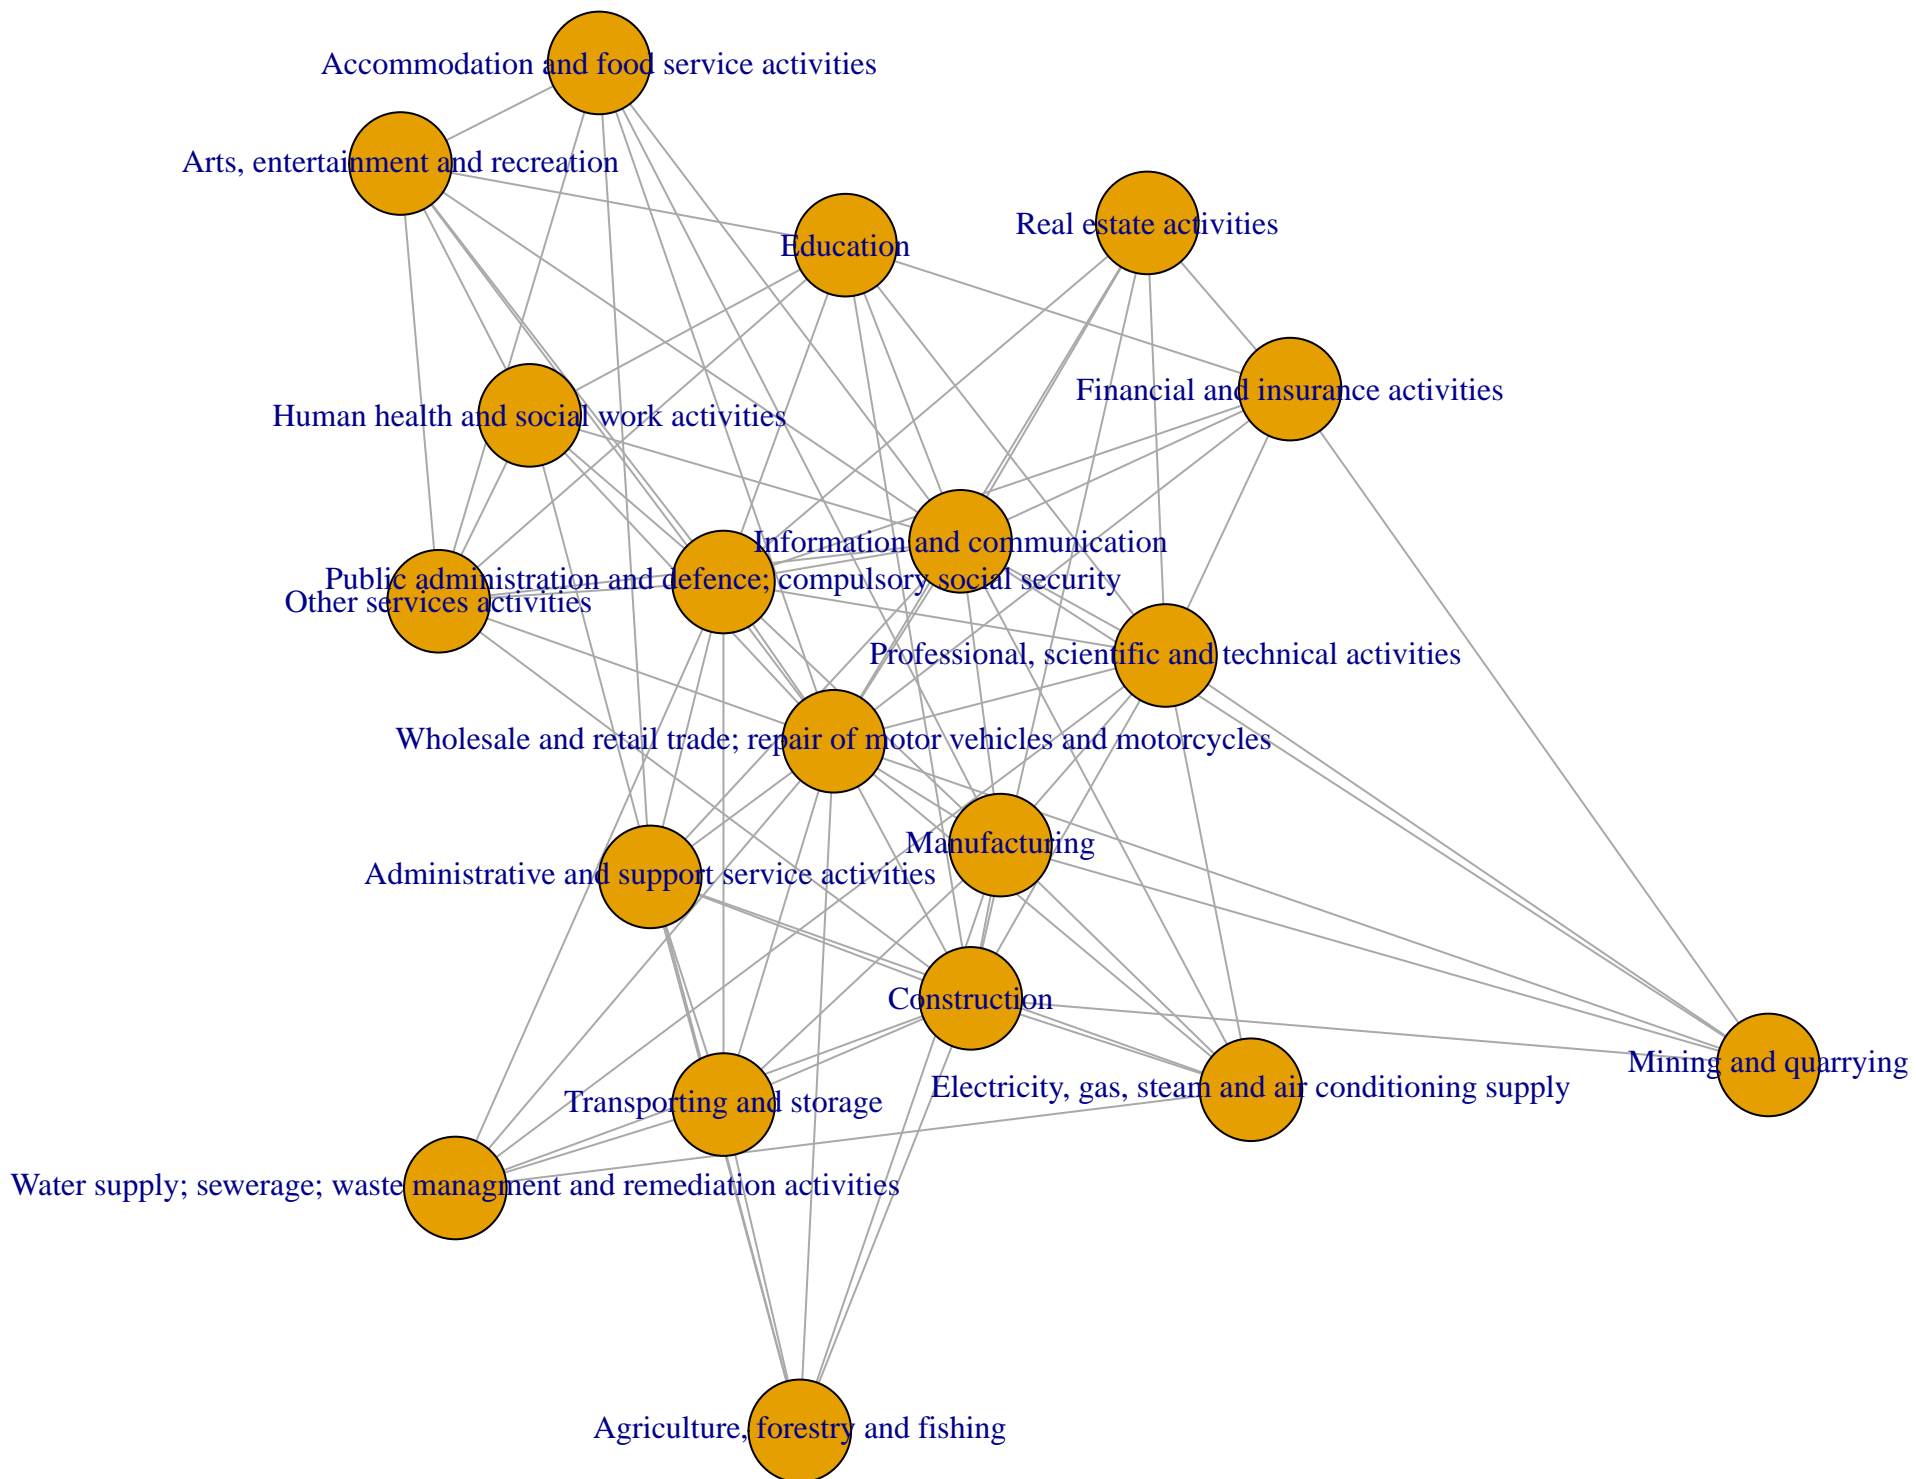 Accommodation and food service activities
Arts, entertainment and recreation
Real estate activities
Education
Financial and insurance activities
Human health and social work activities
Information and communication
Public administration and defence; compulsory social security
Other services activities
Professional, scientific and technical activities
Wholesale and retail trade; repair of motor vehicles and motorcycles
Manufacturing
Administrative and support service activities
Construction
Mining and quarrying
Electricity, gas, steam and air conditioning supply
Transporting and storage
Water supply; sewerage; waste managment and remediation activities
Agriculture, forestry and fishing